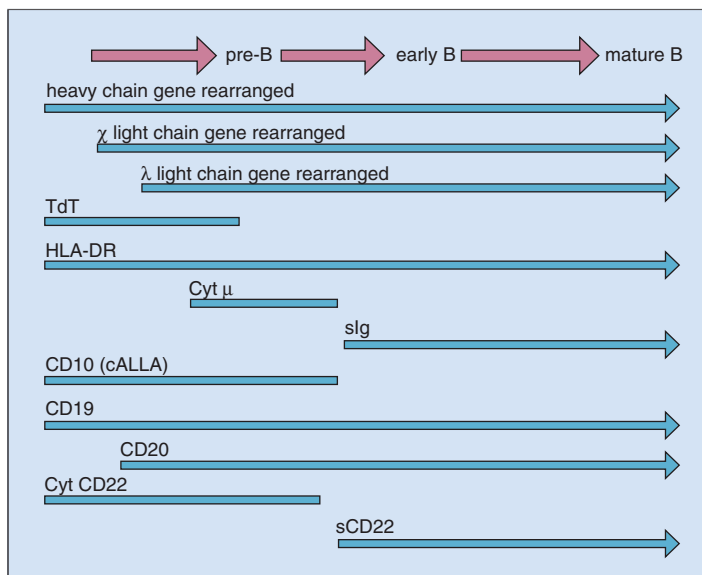 pre-B early B mature B
heavy chain gene rearranged
χ light chain gene rearranged
λ light chain gene rearranged
TdT
HLA-DR
Cyt μ
sIg
CD10 (cALLA)
CD19
CD20
Cyt CD22
sCD22